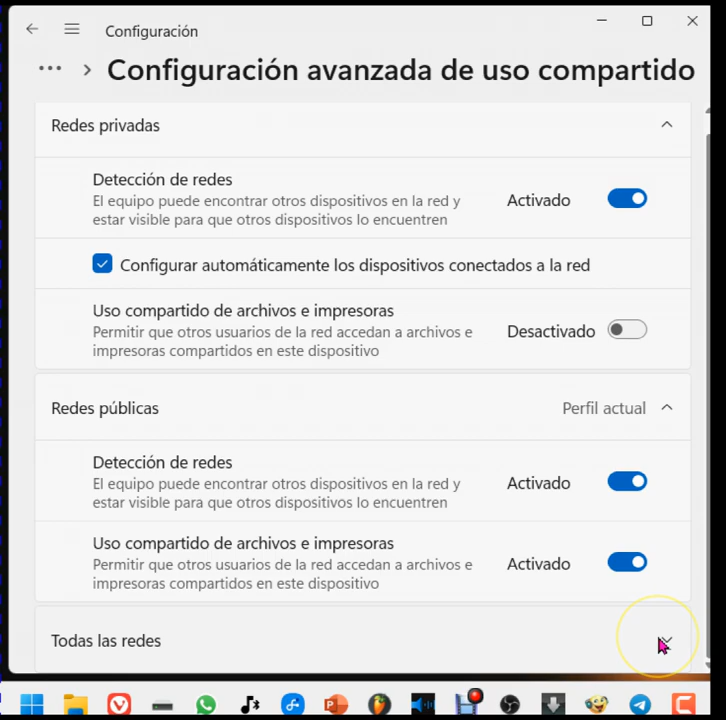 Configuración
... > Configuración avanzada de uso compartido
Redes privadas
Detección de redes
El equipo puede encontrar otros dispositivos en la red y
estar visible para que otros dispositivos lo encuentren
Activado
Configurar automáticamente los dispositivos conectados a la red
Uso compartido de archivos e impresoras
Permitir que otros usuarios de la red accedan a archivos e
impresoras compartidos en este dispositivo
Desactivado
Redes públicas
Perfil actual
Detección de redes
El equipo puede encontrar otros dispositivos en la red y
estar visible para que otros dispositivos lo encuentren
Activado
Uso compartido de archivos e impresoras
Permitir que otros usuarios de la red accedan a archivos e
impresoras compartidos en este dispositivo
Activado
Todas las redes